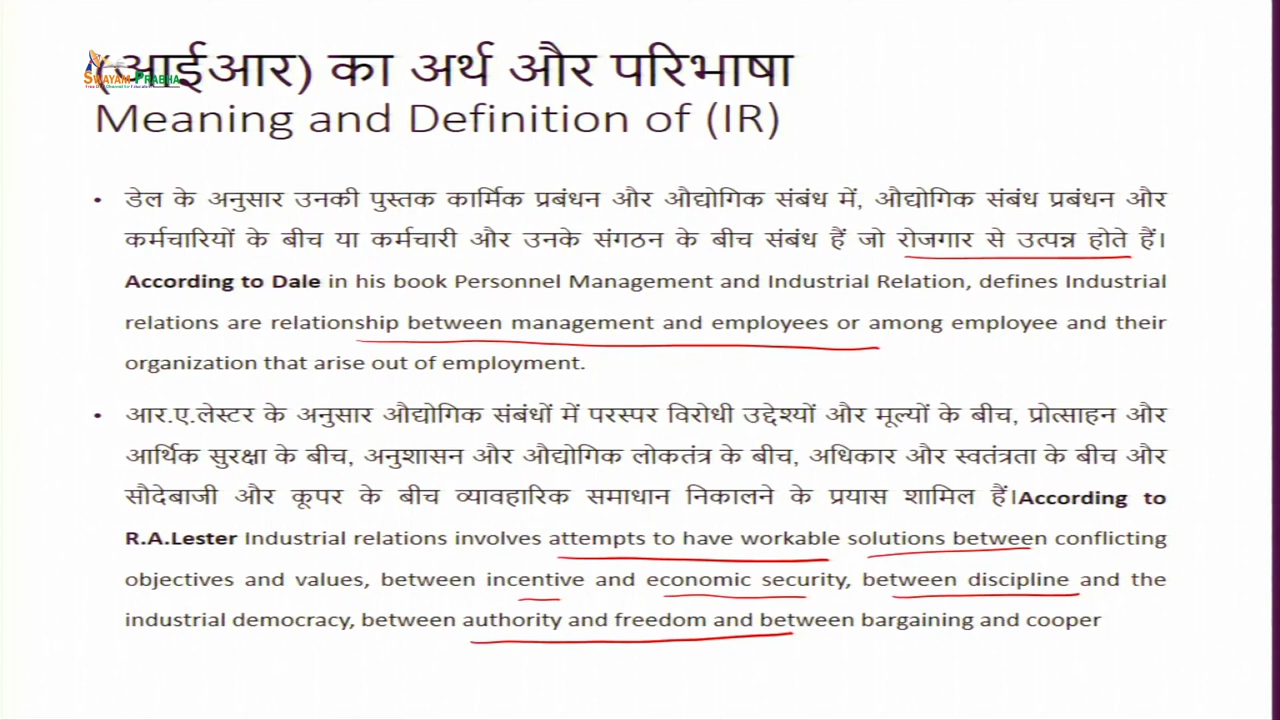 (आईआर) का अर्थ और परिभाषा
SWAYAM PRABHA
Meaning and Definition of (IR)
• डेल के अनुसार उनकी पुस्तक कार्मिक प्रबंधन और औद्योगिक संबंध में, औद्योगिक संबंध प्रबंधन और
कर्मचारियों के बीच या कर्मचारी और उनके संगठन के बीच संबंध हैं जो रोजगार से उत्पन्न होते हैं।
According to Dale in his book Personnel Management and Industrial Relation, defines Industrial
relations are relationship between management and employees or among employee and their
organization that arise out of employment.
• आर.ए.लेस्टर के अनुसार औद्योगिक संबंधों में परस्पर विरोधी उद्देश्यों और मूल्यों के बीच, प्रोत्साहन और
आर्थिक सुरक्षा के बीच, अनुशासन और औद्योगिक लोकतंत्र के बीच, अधिकार और स्वतंत्रता के बीच और
सौदेबाजी और कूपर के बीच व्यावहारिक समाधान निकालने के प्रयास शामिल हैं।According to
R.A.Lester Industrial relations involves attempts to have workable solutions between conflicting
objectives and values, between incentive and economic security, between discipline and the
industrial democracy, between authority and freedom and between bargaining and cooper